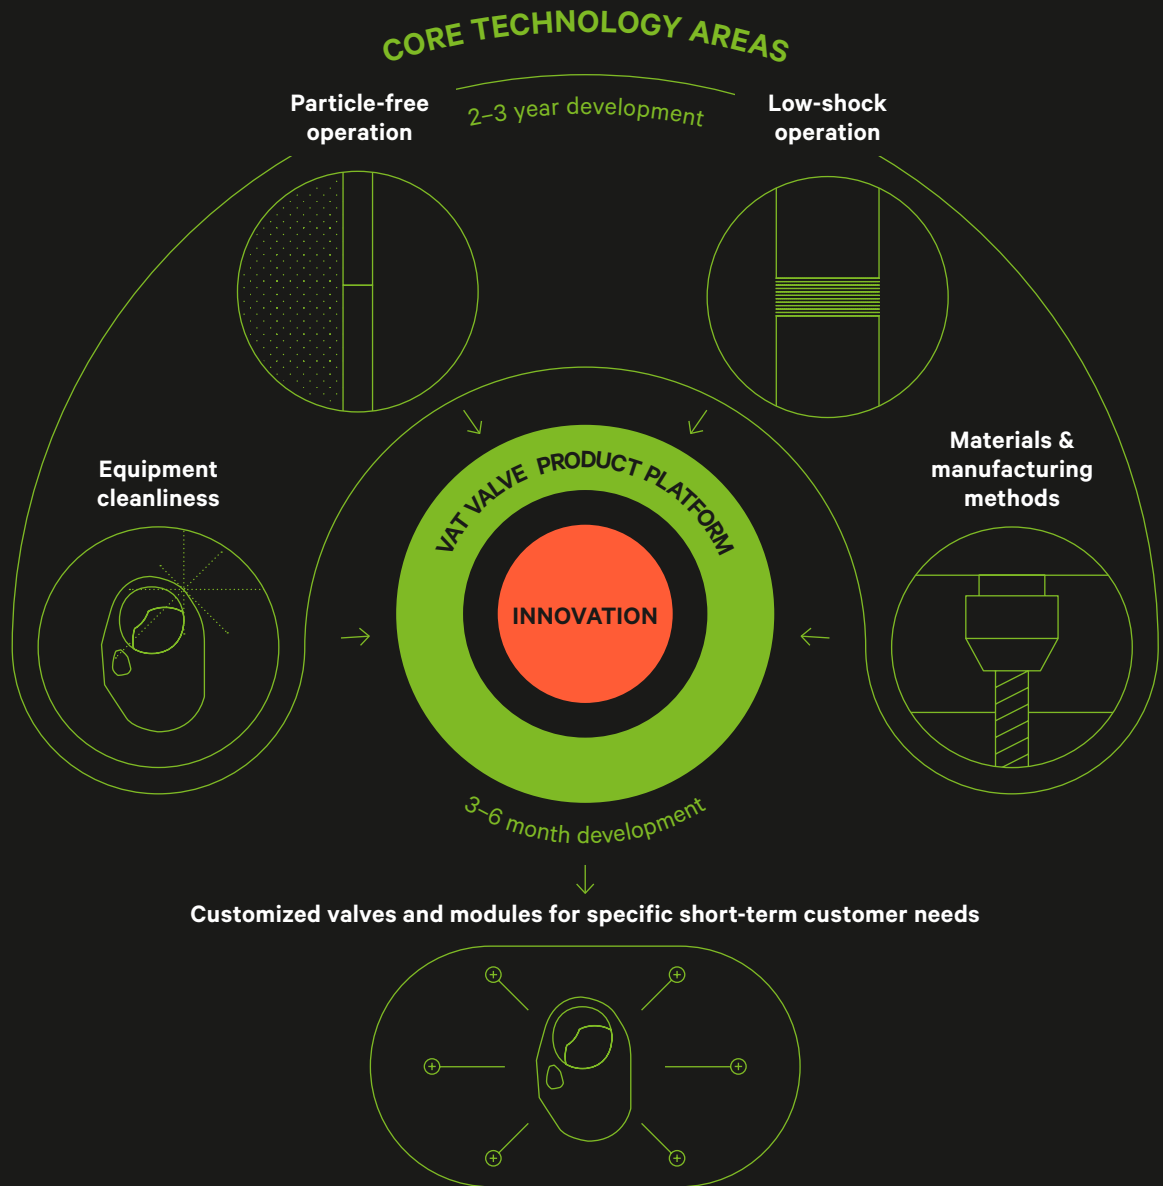 CORE TECHNOLOGY AREAS
2–3 year development
Particle-free
operation
Low-shock
operation
Equipment
cleanliness
Materials &
manufacturing
methods
VAT VALVE PRODUCT PLATFORM
INNOVATION
3–6 month development
Customized valves and modules for specific short-term customer needs